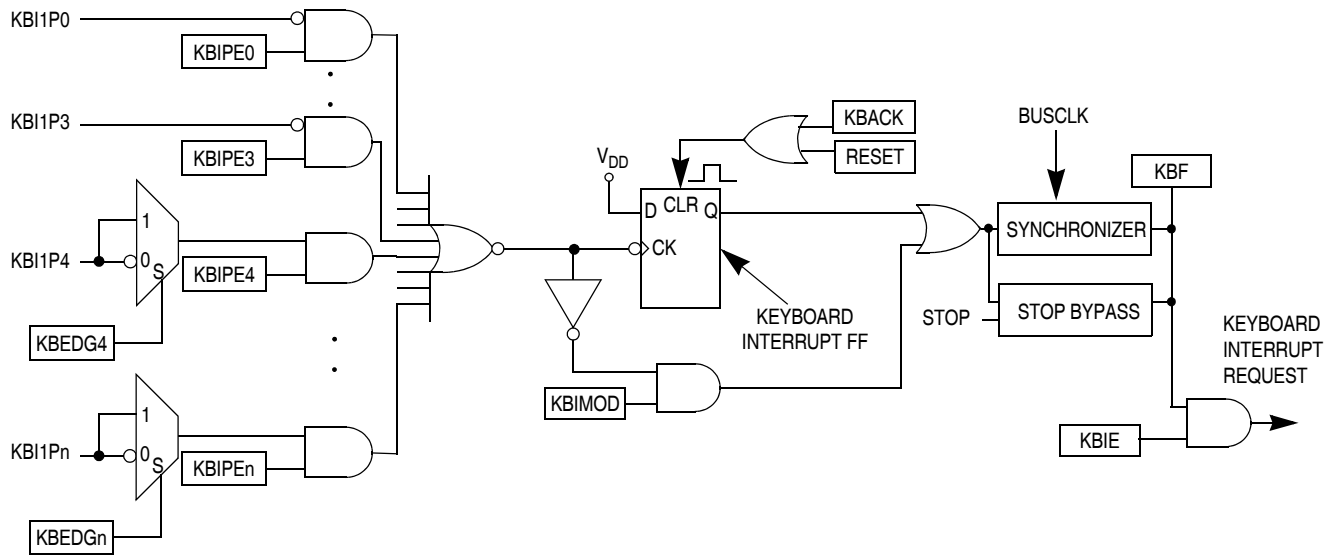 KBI1P0
KBIPE0
KBI1P3
KBIPE3
1
KBI1P4
0
S
KBIPE4
KBEDG4
1
KBI1Pn
0
S
KBIPEn
KBEDGn
VDD
D CLR Q
CK
KBACK
RESET
KEYBOARD
INTERRUPT FF
KBIMOD
BUSCLK
SYNCHRONIZER
KBF
STOP
STOP BYPASS
KBIE
KEYBOARD
INTERRUPT
REQUEST